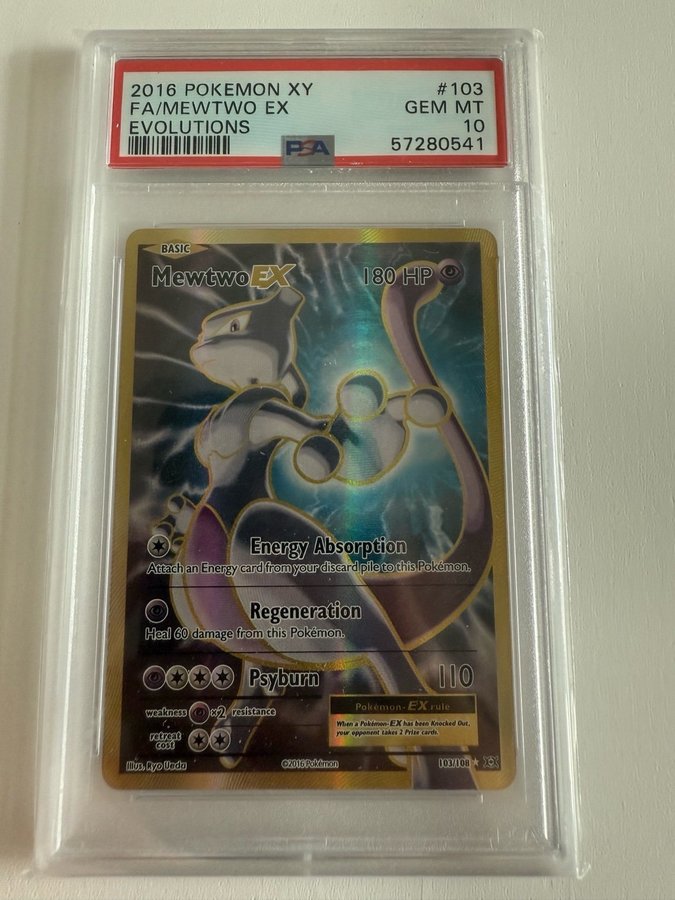 2016 POKEMON XY #103
FA/MEWTWO EX GEM MT
EVOLUTIONS 10
PSA 57280541
BASIC
MewtwoEX 180 HP
Energy Absorption
Attach an Energy card from your discard pile to this Pokémon.
Regeneration
Heal 60 damage from this Pokémon.
Psyburn 110
weakness x2 resistance
Pokémon-EX rule
When a Pokémon-EX has been Knocked Out,
your opponent takes 2 Prize cards.
retreat
cost
Illus. Ryo Ueda ©2016 Pokémon 103/108 ★ XY